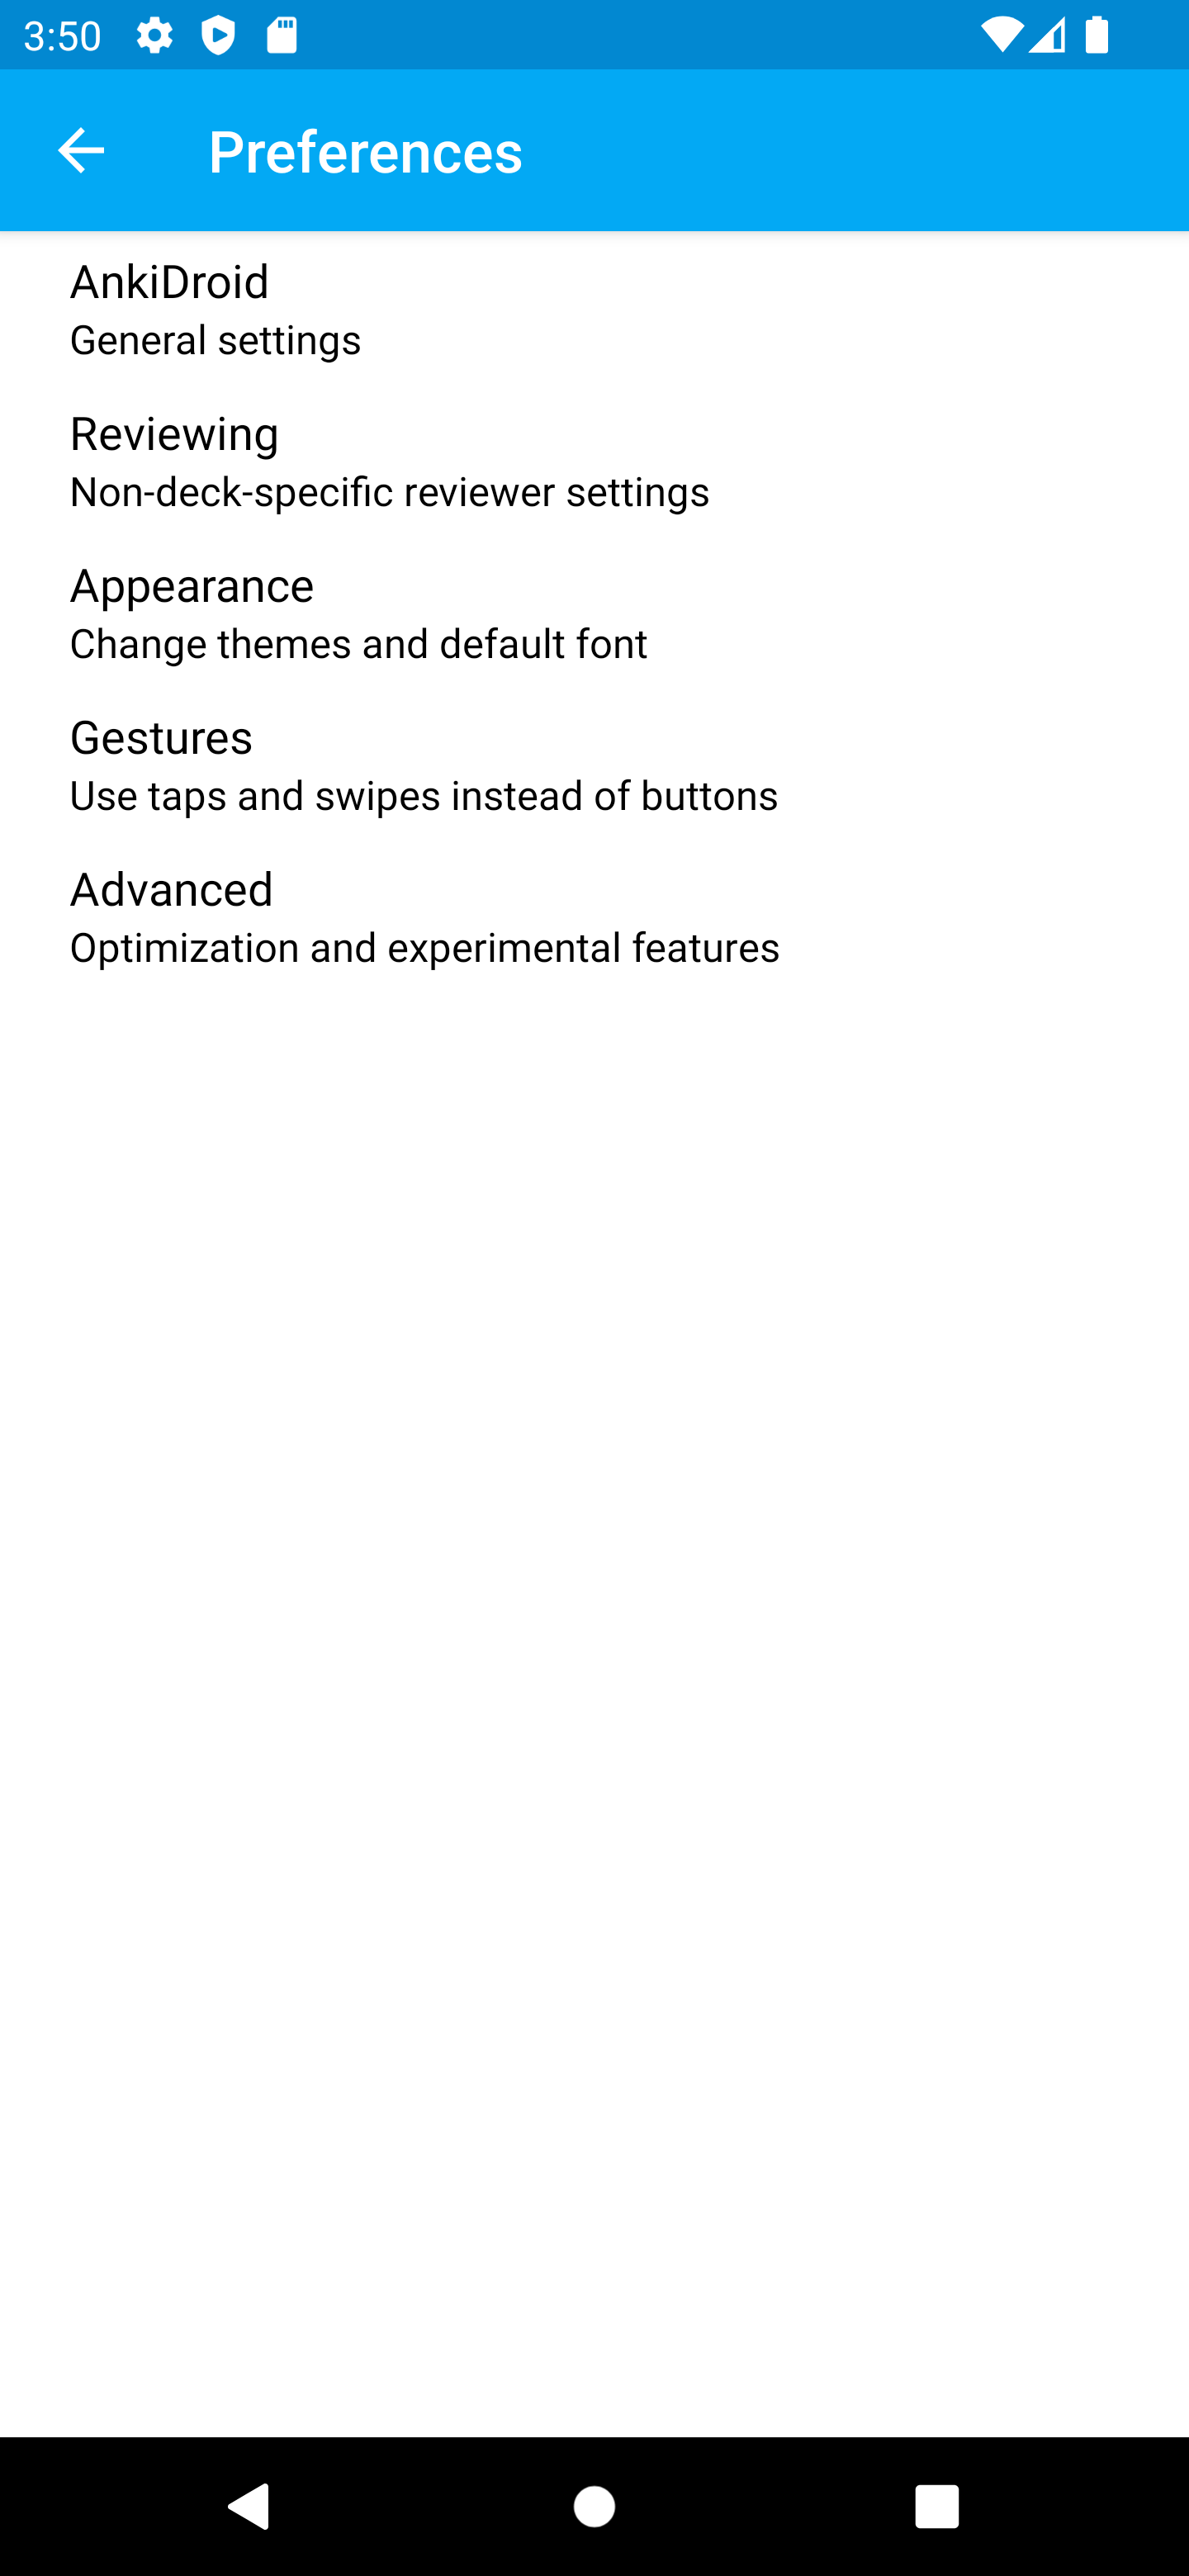 3:50
Preferences
AnkiDroid
General settings
Reviewing
Non-deck-specific reviewer settings
Appearance
Change themes and default font
Gestures
Use taps and swipes instead of buttons
Advanced
Optimization and experimental features